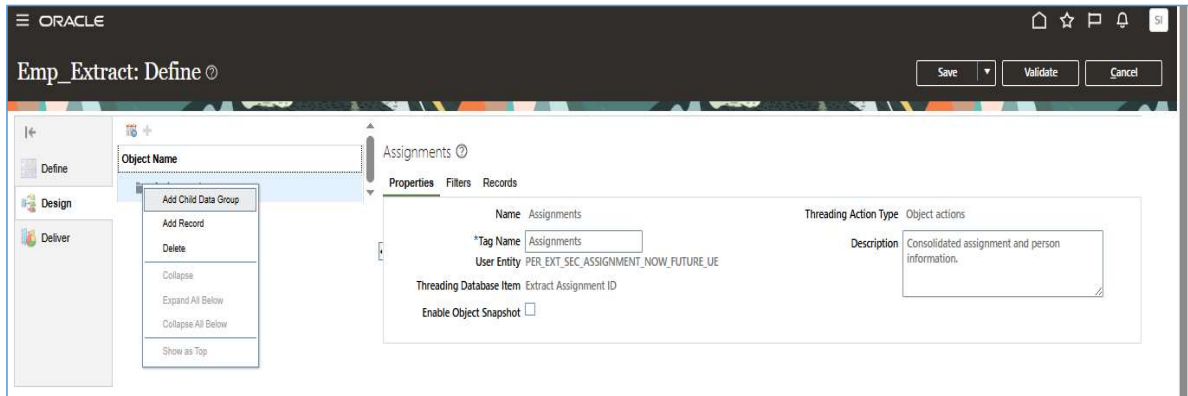 ORACLE
SI
Emp_Extract: Define
Save
Validate
Cancel
Define
Design
Deliver
Object Name
Add Child Data Group
Add Record
Delete
Collapse
Expand All Below
Collapse All Below
Show as Top
Assignments
Properties Filters Records
Name Assignments
*Tag Name Assignments
User Entity PER_EXT_SEC_ASSIGNMENT_NOW_FUTURE_UE
Threading Database Item Extract Assignment ID
Enable Object Snapshot
Threading Action Type Object actions
Description Consolidated assignment and person
information.